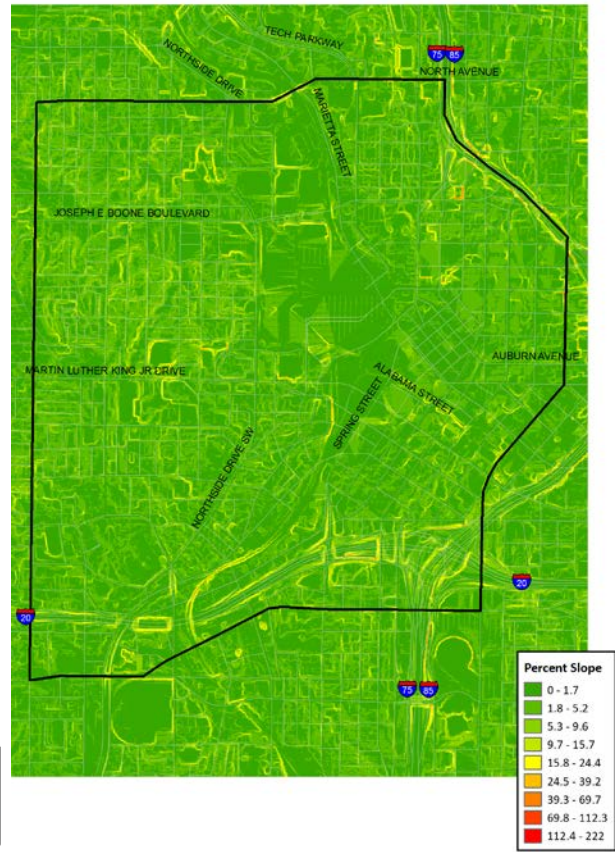 TECH PARKWAY
NORTHSIDE DRIVE
75 85
NORTH AVENUE
MARIETTA STREET
JOSEPH E BOONE BOULEVARD
AUBURN AVENUE
MARTIN LUTHER KING JR DRIVE
ALABAMA STREET
SPRING STREET
NORTHSIDE DRIVE SW
20
20
75 85
Percent Slope
0 - 1.7
1.8 - 5.2
5.3 - 9.6
9.7 - 15.7
15.8 - 24.4
24.5 - 39.2
39.3 - 69.7
69.8 - 112.3
112.4 - 222